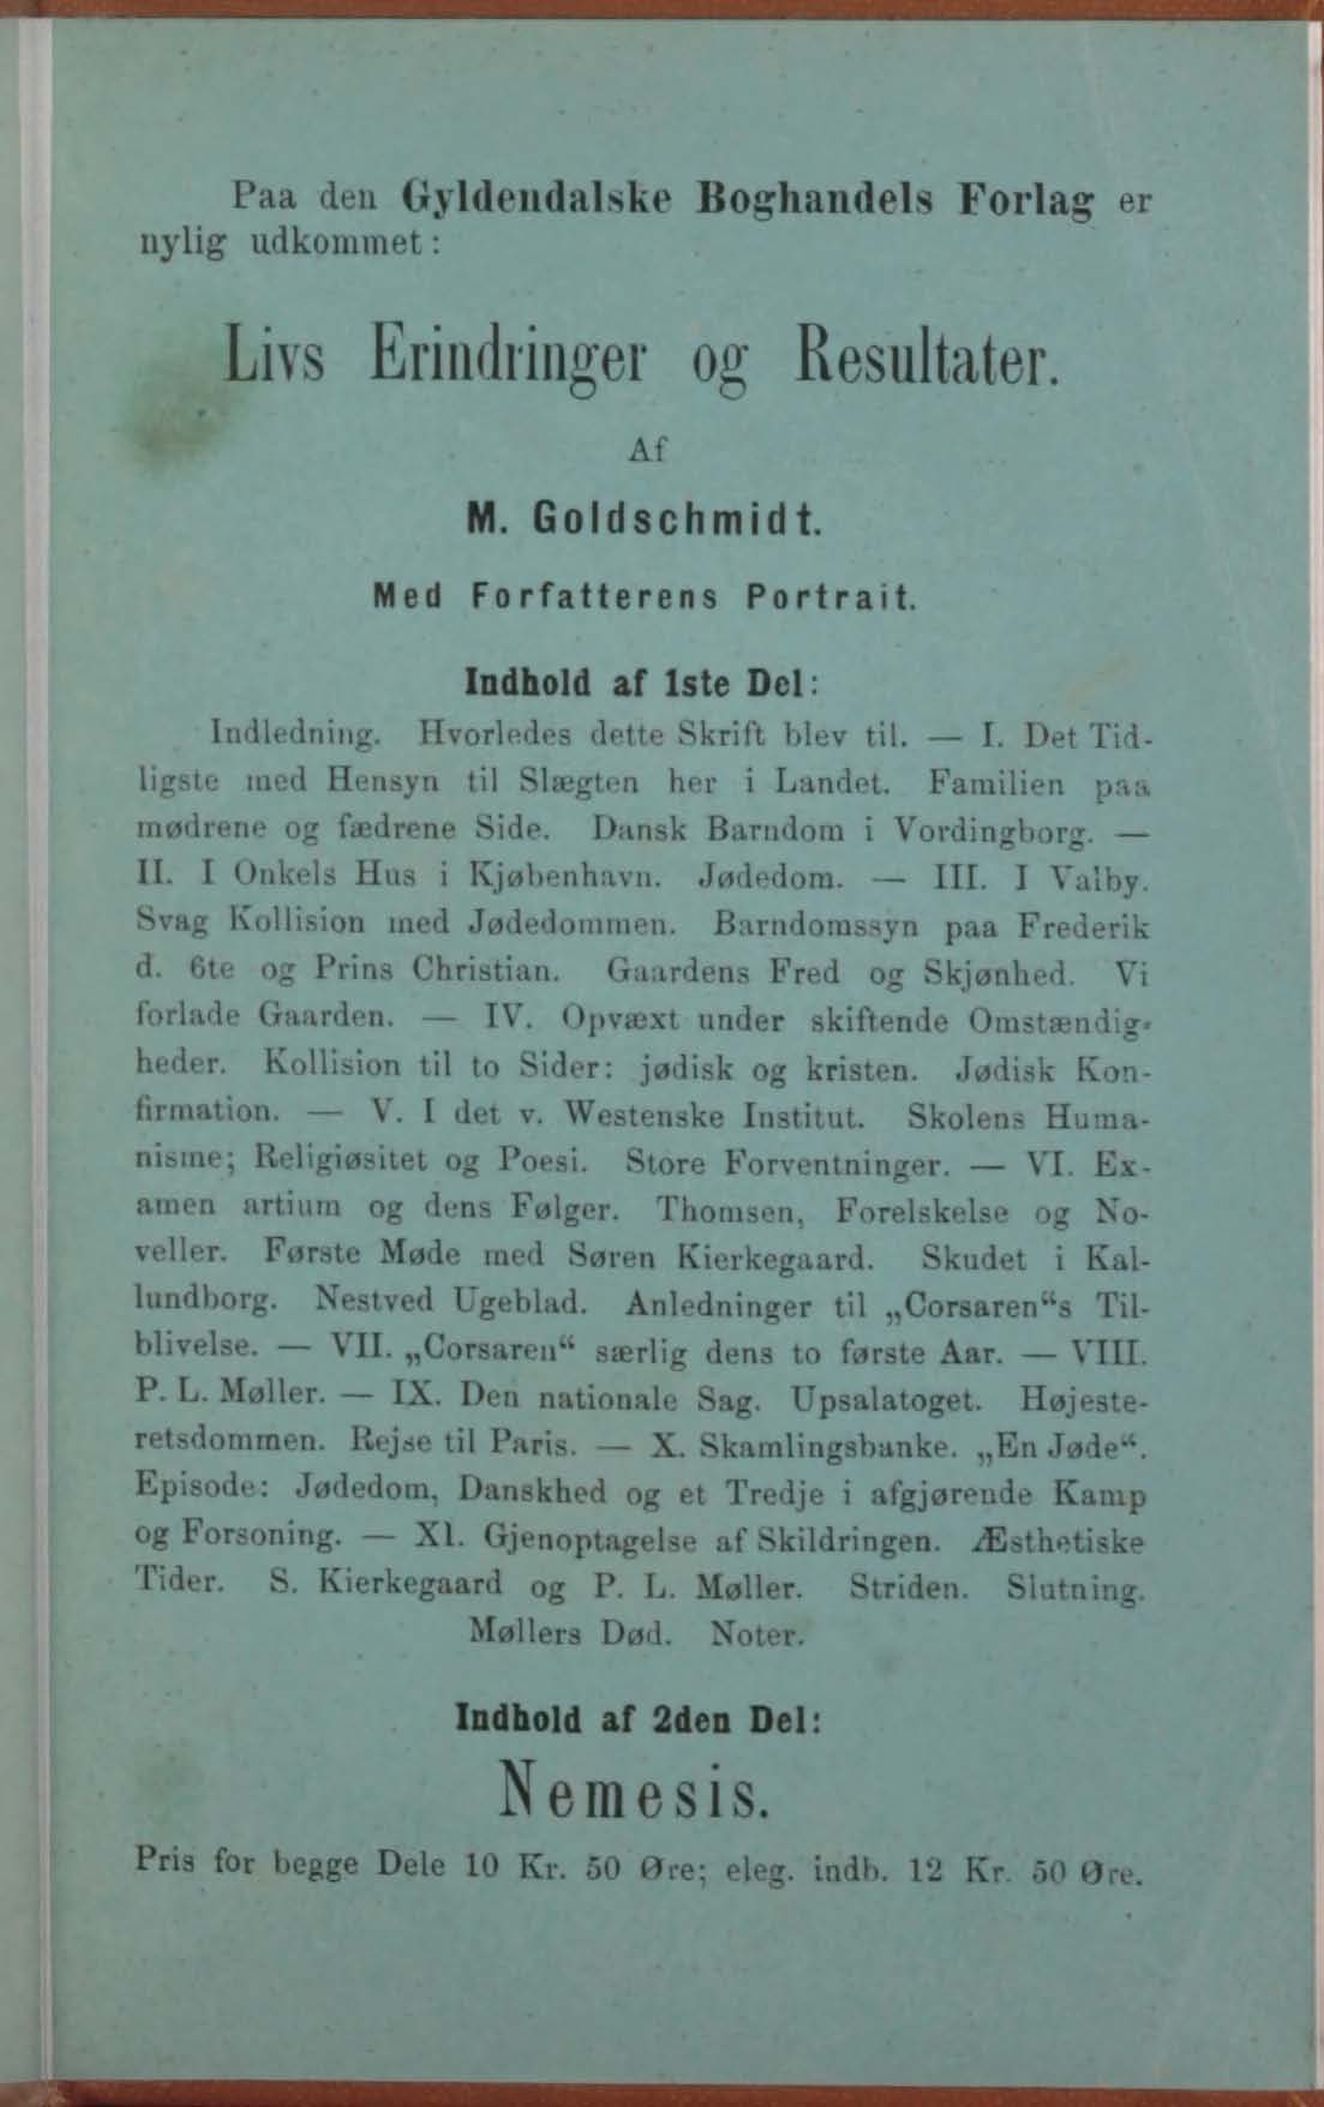 Paa den Gyldendalske Boghandels Forlag er
nylig udkommet:
Livs Erindringer og Resultater.
Af
M. Goldschmidt.
Med Forfatterens Portrait.
Indhold af 1ste Del:
Indledning. Hvorledes dette Skrift blev til. — I. Det Tid-
ligste med Hensyn til Slægten her i Landet. Familien paa
mødrene og fædrene Side. Dansk Barndom i Vordingborg. —
II. I Onkels Hus i Kjøbenhavn. Jødedom. — III. I Valby.
Svag Kollision med Jødedommen. Barndomssyn paa Frederik
d. 6te og Prins Christian. Gaardens Fred og Skjønhed. Vi
forlade Gaarden. — IV. Opvæxt under skiftende Omstændig-
heder. Kollision til to Sider: jødisk og kristen. Jødisk Kon-
firmation. — V. I det v. Westenske Institut. Skolens Huma-
nisme; Religiøsitet og Poesi. Store Forventninger. — VI. Ex-
amen artium og dens Følger. Thomsen, Forelskelse og No-
veller. Første Møde med Søren Kierkegaard. Skudet i Kal-
lundborg. Nestved Ugeblad. Anledninger til „Corsaren“s Til-
blivelse. — VII. „Corsaren“ særlig dens to første Aar. — VIII.
P. L. Møller. — IX. Den nationale Sag. Upsalatoget. Højeste-
retsdommen. Rejse til Paris. — X. Skamlingsbanke. „En Jøde“.
Episode: Jødedom, Danskhed og et Tredje i afgjørende Kamp
og Forsoning. — XI. Gjenoptagelse af Skildringen. Æsthetiske
Tider. S. Kierkegaard og P. L. Møller. Striden. Slutning.
Møllers Død. Noter.
Indhold af 2den Del:
Nemesis.
Pris for begge Dele 10 Kr. 50 Øre; eleg. indb. 12 Kr. 50 Øre.